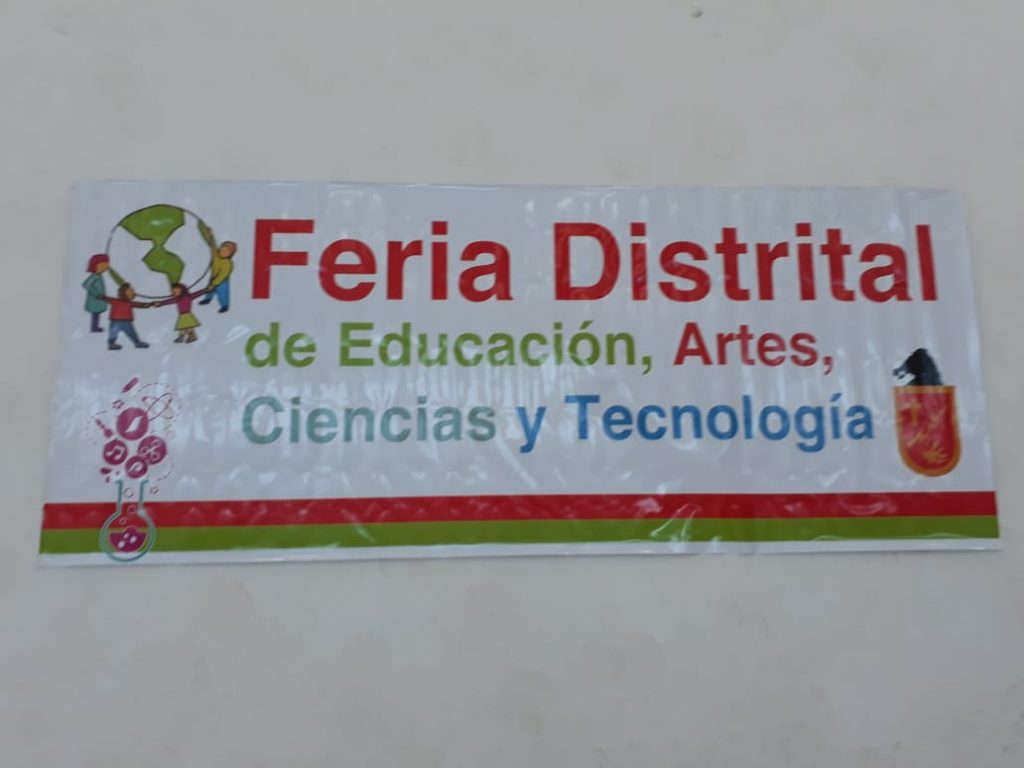 Feria Distrital
de Educación, Artes,
Ciencias y Tecnología